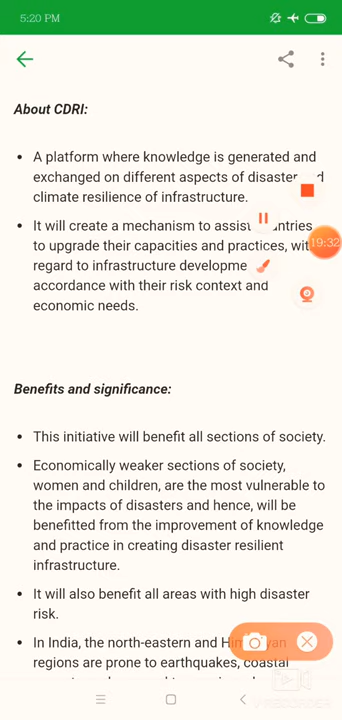 5:20 PM
About CDRI:
• A platform where knowledge is generated and
exchanged on different aspects of disaster d
climate resilience of infrastructure.
• It will create a mechanism to assist ntries
to upgrade their capacities and practices, wit
regard to infrastructure developme
accordance with their risk context and
economic needs.
19:32
Benefits and significance:
• This initiative will benefit all sections of society.
• Economically weaker sections of society,
women and children, are the most vulnerable to
the impacts of disasters and hence, will be
benefitted from the improvement of knowledge
and practice in creating disaster resilient
infrastructure.
• It will also benefit all areas with high disaster
risk.
• In India, the north-eastern and Him yan
regions are prone to earthquakes, coastal